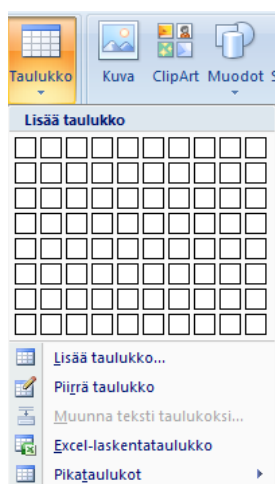 Taulukko Kuva ClipArt Muodot S
Lisää taulukko
Lisää taulukko...
Piirrä taulukko
Muunna teksti taulukoksi...
Excel-laskentataulukko
Pikataulukot